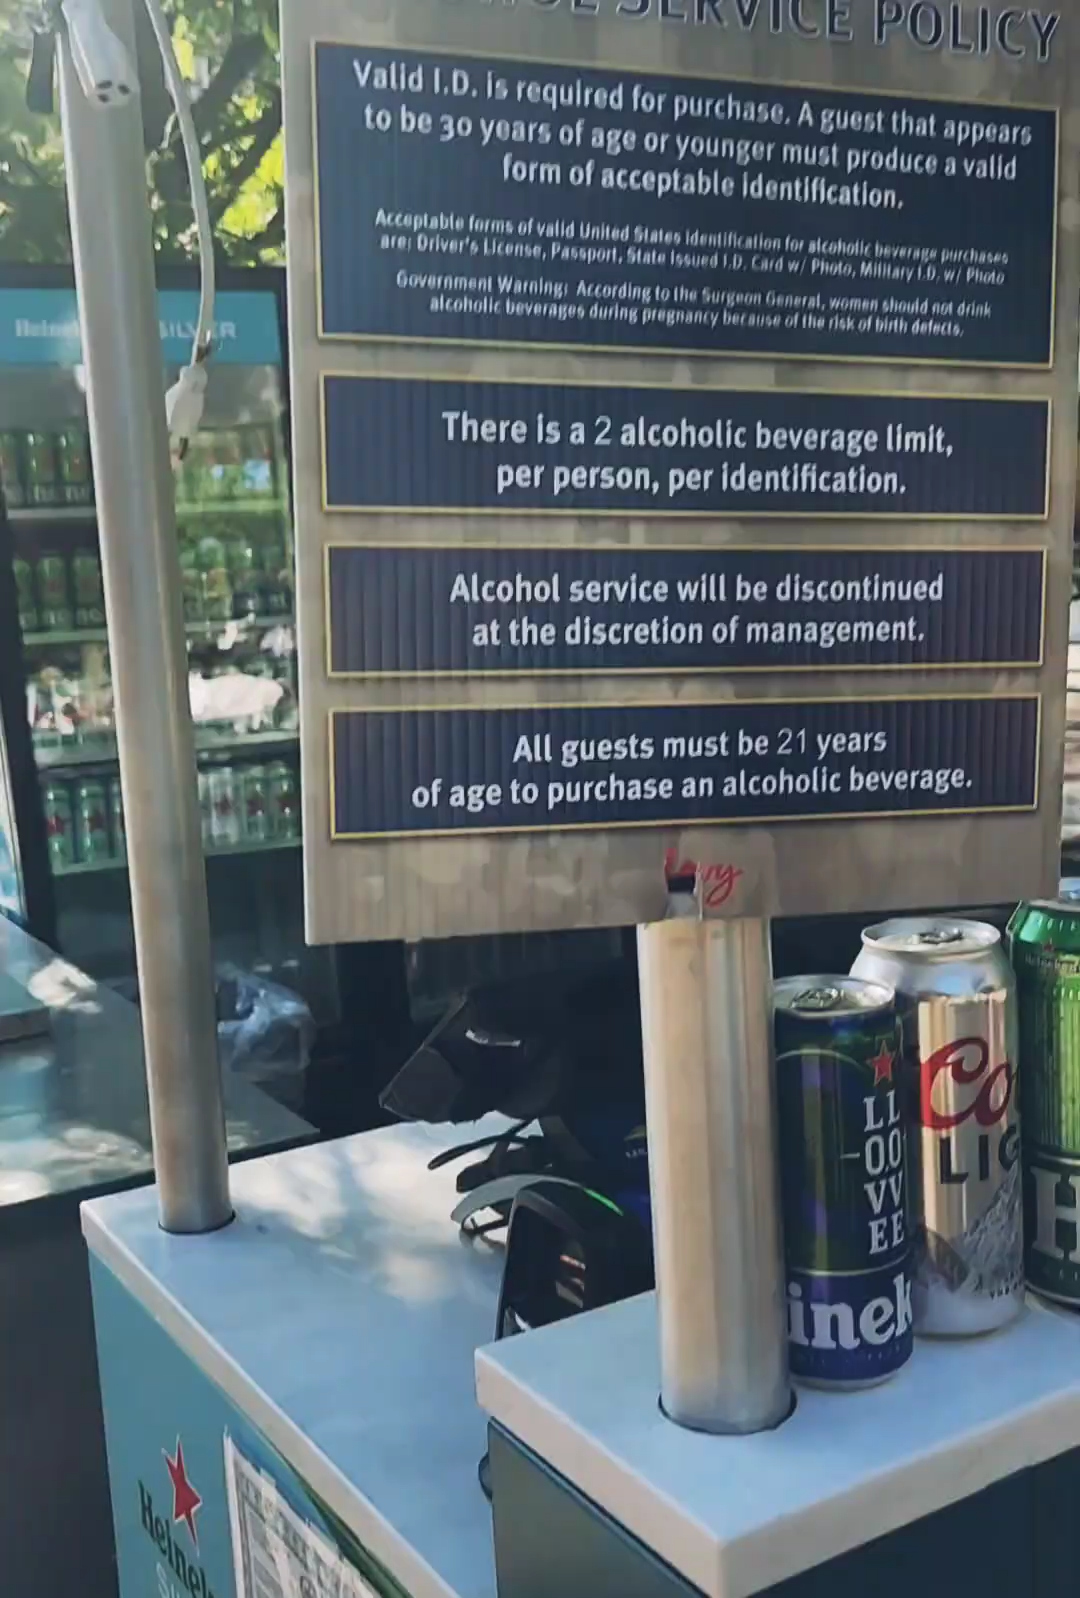 SERVICE POLICY
Valid I.D. is required for purchase. A guest that appears
to be 30 years of age or younger must produce a valid
form of acceptable identification.
Acceptable forms of valid United States identification for alcoholic beverage purchases
are; Driver's License, Passport, State Issued I.D. Card w/ Photo, Military I.D. w/ Photo
Government Warning: According to the Surgeon General, women should not drink
alcoholic beverages during pregnancy because of the risk of birth defects.
There is a 2 alcoholic beverage limit,
per person, per identification.
Alcohol service will be discontinued
at the discretion of management.
All guests must be 21 years
of age to purchase an alcoholic beverage.
Levy
LL
0.0
VV
EE
inek
Co
LIG
H
Heinek